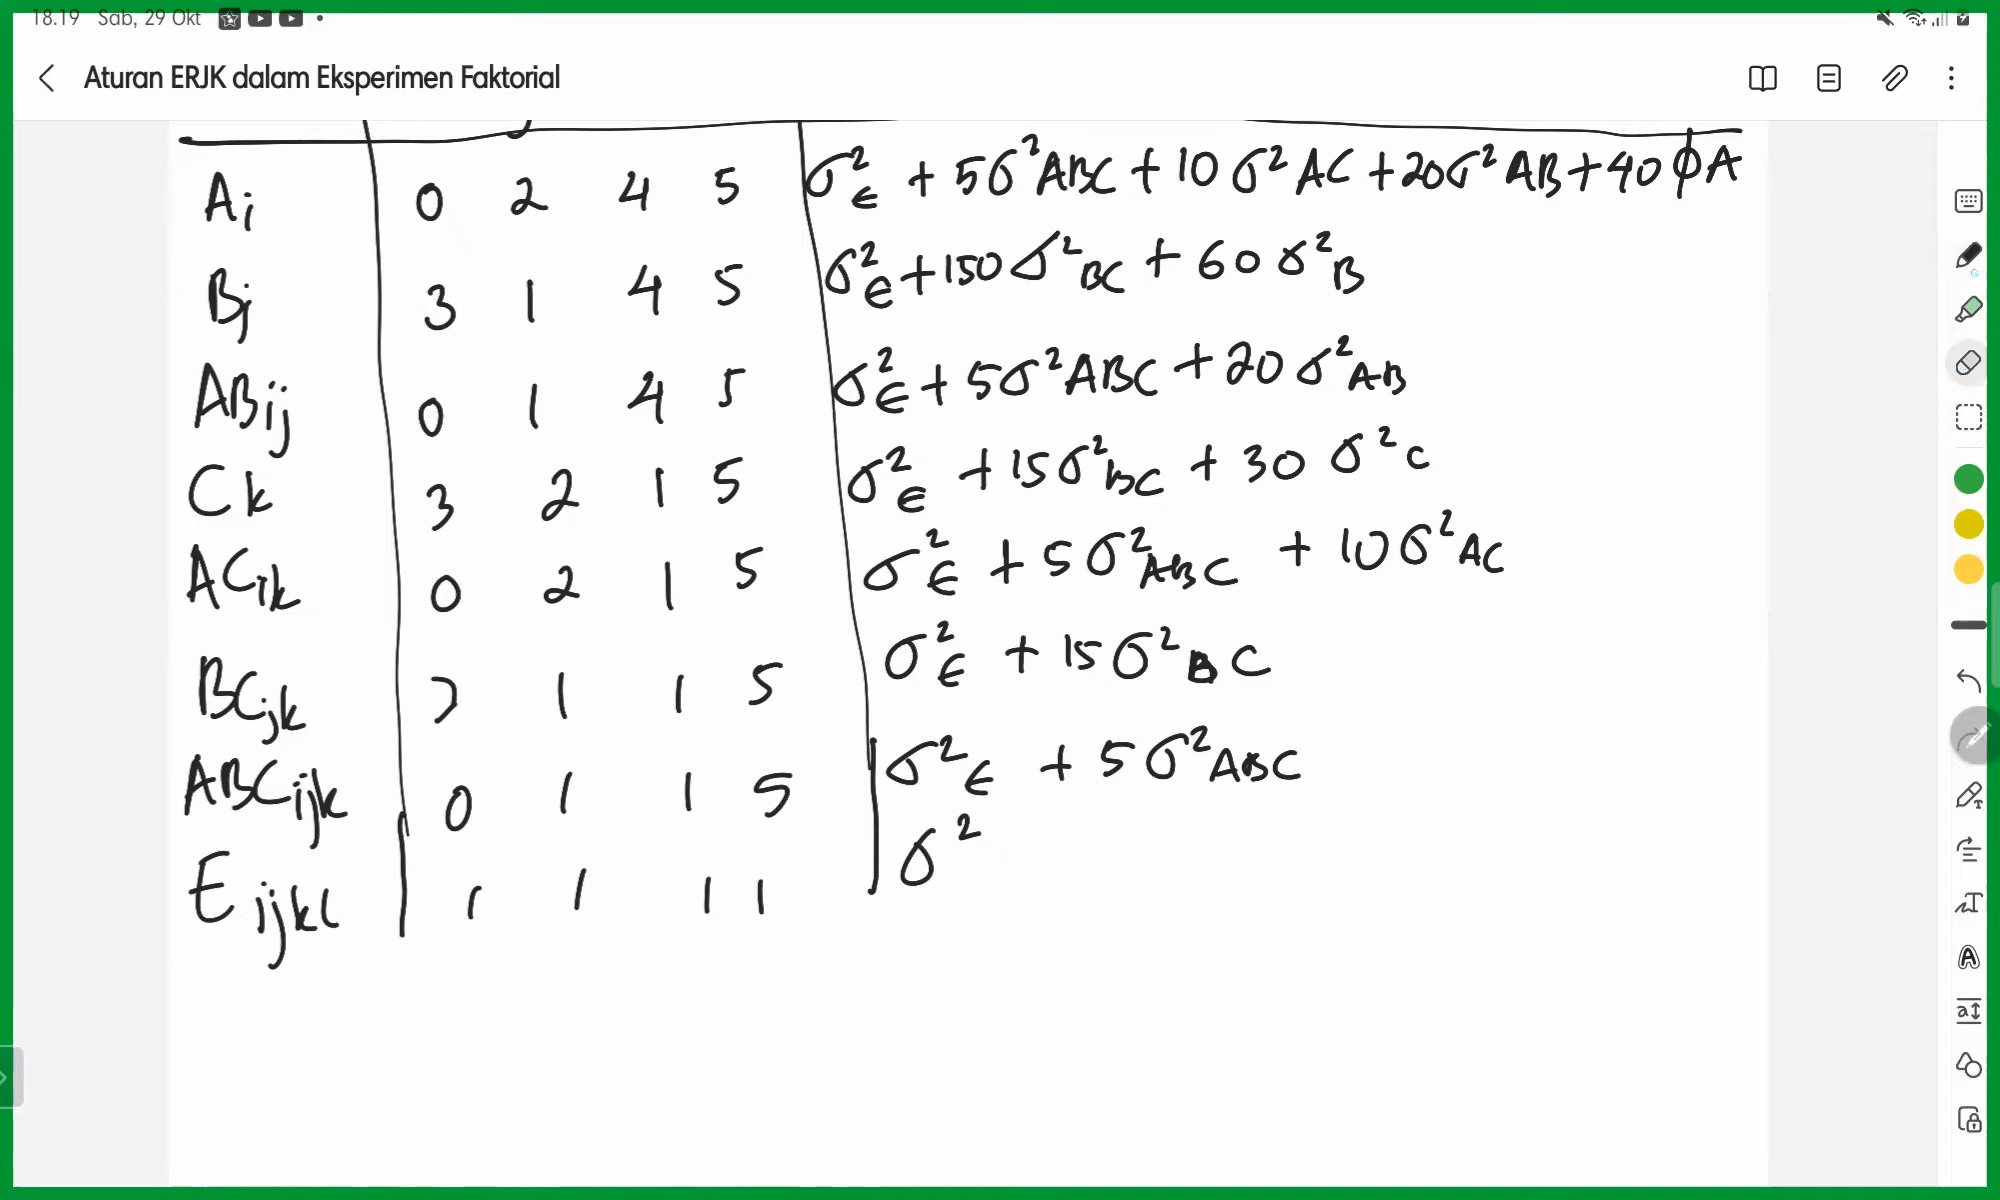 18.19 Sab, 29 Okt
Aturan ERJK dalam Eksperimen Faktorial
Ai 0 2 4 5 σ²ϵ + 5σ²ABC + 10σ²AC + 20σ²AB + 40ϕA
Bj 3 1 4 5 σ²ϵ + 150σ²BC + 60σ²B
ABij 0 1 4 5 σ²ϵ + 5σ²ABC + 20σ²AB
Ck 3 2 1 5 σ²ϵ + 15σ²BC + 30σ²C
ACik 0 2 1 5 σ²ϵ + 5σ²ABC + 10σ²AC
BCjk 1 1 5 σ²ϵ + 15σ²BC
ABCijk 0 1 1 5 σ²ϵ + 5σ²ABC
Eijkl 1 1 1 1 σ²